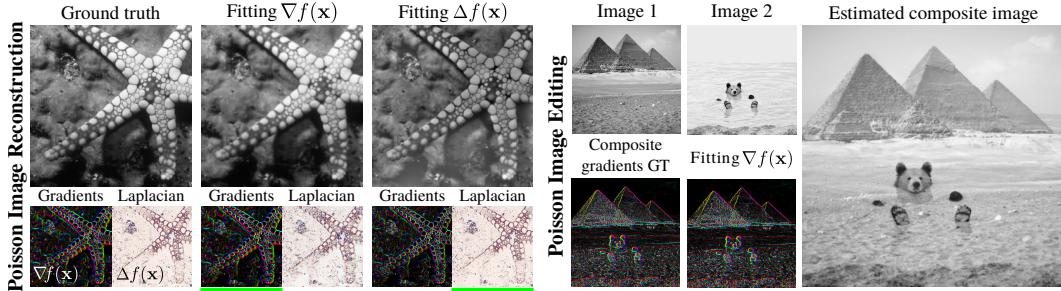 Poisson Image Reconstruction
Ground truth
Fitting ∇f(x)
Fitting Δf(x)
Gradients Laplacian
Gradients Laplacian
Gradients Laplacian
∇f(x)
Δf(x)
Poisson Image Editing
Image 1
Image 2
Estimated composite image
Composite
gradients GT
Fitting ∇f(x)